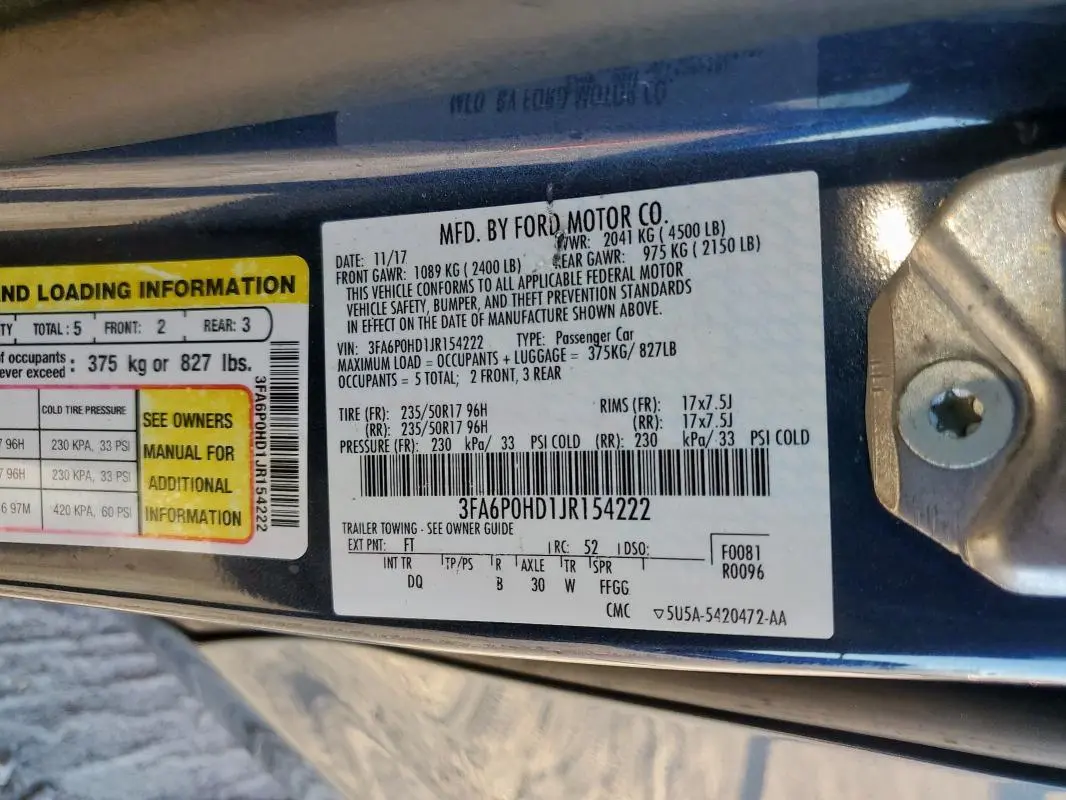 MFD. BY FORD MOTOR CO.
DATE: 11/17 GVWR: 2041 KG ( 4500 LB)
FRONT GAWR: 1089 KG ( 2400 LB) REAR GAWR: 975 KG ( 2150 LB)
THIS VEHICLE CONFORMS TO ALL APPLICABLE FEDERAL MOTOR
VEHICLE SAFETY, BUMPER, AND THEFT PREVENTION STANDARDS
IN EFFECT ON THE DATE OF MANUFACTURE SHOWN ABOVE.
VIN: 3FA6P0HD1JR154222 TYPE: Passenger Car
MAXIMUM LOAD = OCCUPANTS + LUGGAGE = 375KG/ 827LB
OCCUPANTS = 5 TOTAL; 2 FRONT, 3 REAR
TIRE (FR): 235/50R17 96H RIMS (FR): 17x7.5J
(RR): 235/50R17 96H (RR): 17x7.5J
PRESSURE (FR): 230 kPa/ 33 PSI COLD (RR): 230 kPa/ 33 PSI COLD
3FA6P0HD1JR154222
TRAILER TOWING - SEE OWNER GUIDE
EXT PNT: FT RC: 52 DSO: F0081
R0096
INT TR TP/PS R AXLE TR SPR
DQ B 30 W FFGG
CMC ▽5U5A-5420472-AA
AND LOADING INFORMATION
TOTAL : 5 FRONT: 2 REAR: 3
of occupants
ever exceed : 375 kg or 827 lbs.
COLD TIRE PRESSURE
7 96H 230 KPA, 33 PSI
7 96H 230 KPA, 33 PSI
6 97M 420 KPA, 60 PSI
SEE OWNERS
MANUAL FOR
ADDITIONAL
INFORMATION
3FA6P0HD1JR154222